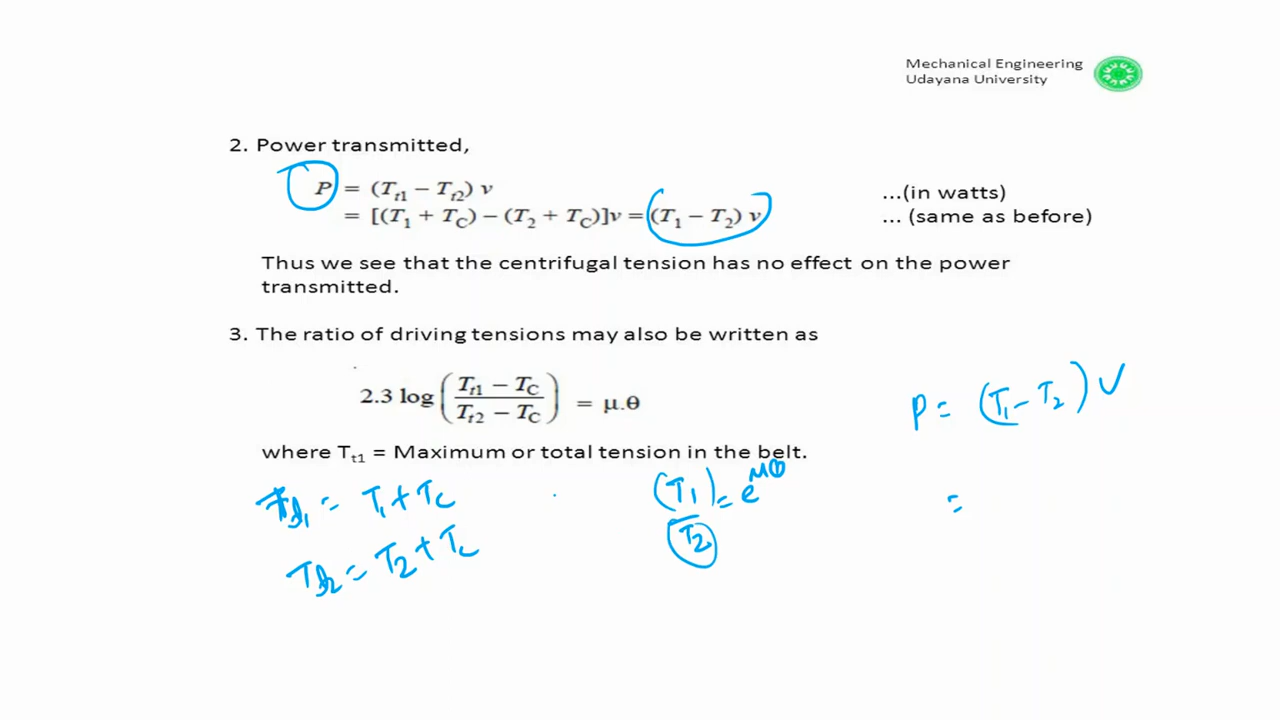 Mechanical Engineering
Udayana University
2. Power transmitted,
P = (Tt1 − Tt2) v ...(in watts)
= [(T1 + TC) − (T2 + TC)]v = (T1 − T2) v ... (same as before)
Thus we see that the centrifugal tension has no effect on the power
transmitted.
3. The ratio of driving tensions may also be written as
2.3 log ((Tt1 − TC) / (Tt2 − TC)) = μ.θ
P = (T1 − T2) V
where Tt1 = Maximum or total tension in the belt.
= T1 + TC
(T1 / T2) = e^μθ
=
= T2 + TC